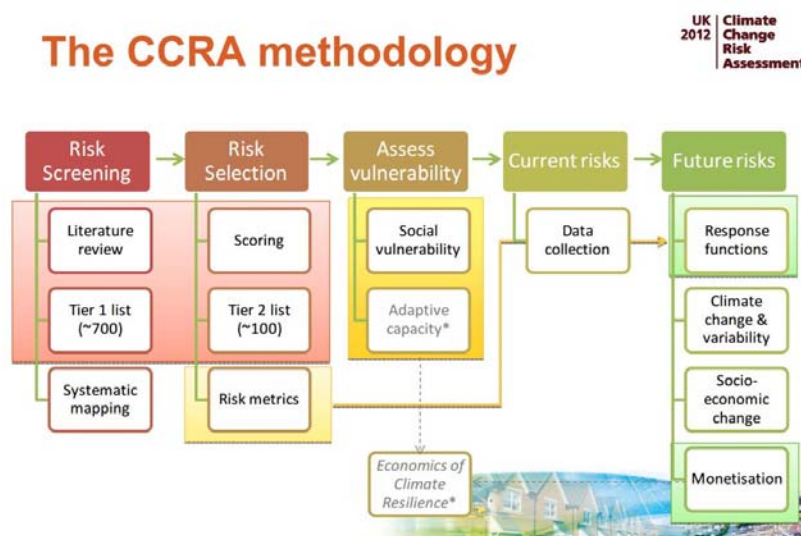 The CCRA methodology
UK
2012
Climate
Change
Risk
Assessment
Risk
Screening
Risk
Selection
Assess
vulnerability
Current risks
Future risks
Literature
review
Scoring
Social
vulnerability
Data
collection
Response
functions
Tier 1 list
(~700)
Tier 2 list
(~100)
Adaptive
capacity*
Climate
change &
variability
Systematic
mapping
Risk metrics
Socio-
economic
change
Economics of
Climate
Resilience*
Monetisation